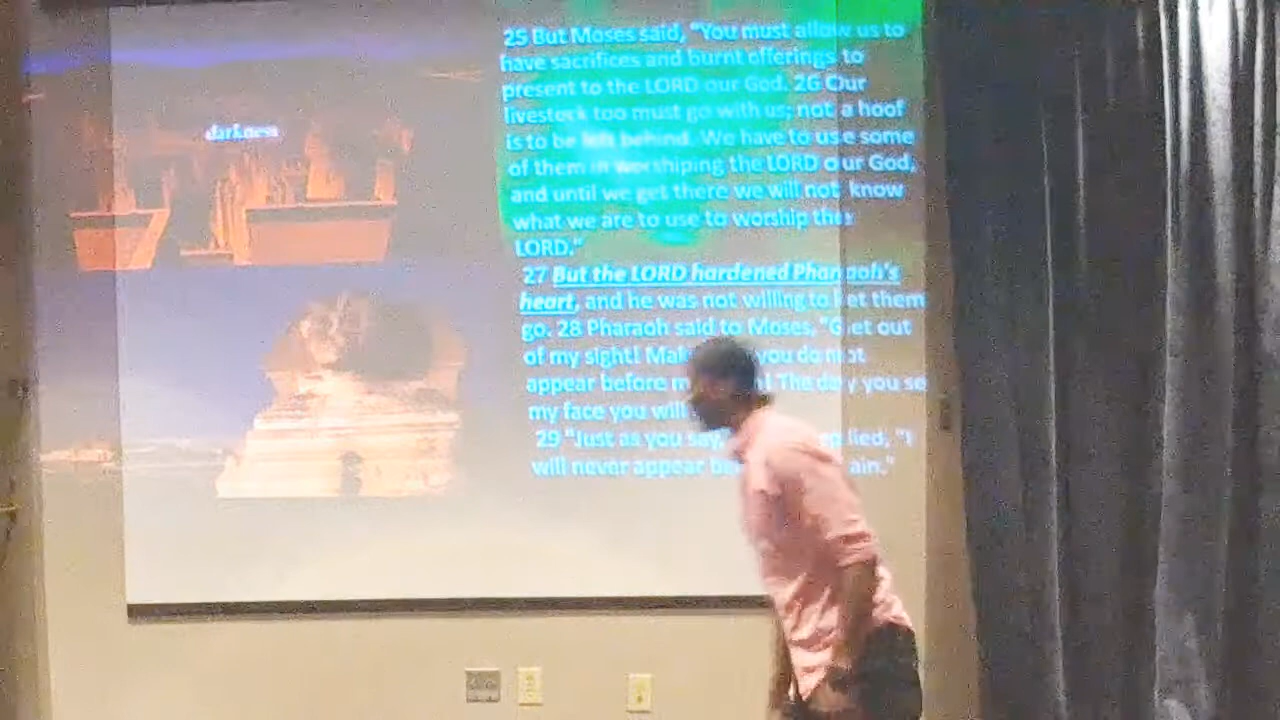 darkness
25 But Moses said, "You must allow us to
have sacrifices and burnt offerings to
present to the LORD our God. 26 Our
livestock too must go with us; not a hoof
is to be left behind. We have to use some
of them in worshiping the LORD our God,
and until we get there we will not know
what we are to use to worship the
LORD."
27 But the LORD hardened Pharaoh's
heart, and he was not willing to let them
go. 28 Pharaoh said to Moses, "Get out
of my sight! you do not
appear before The day you se
my face you will
29 "Just as you say,
will never appear